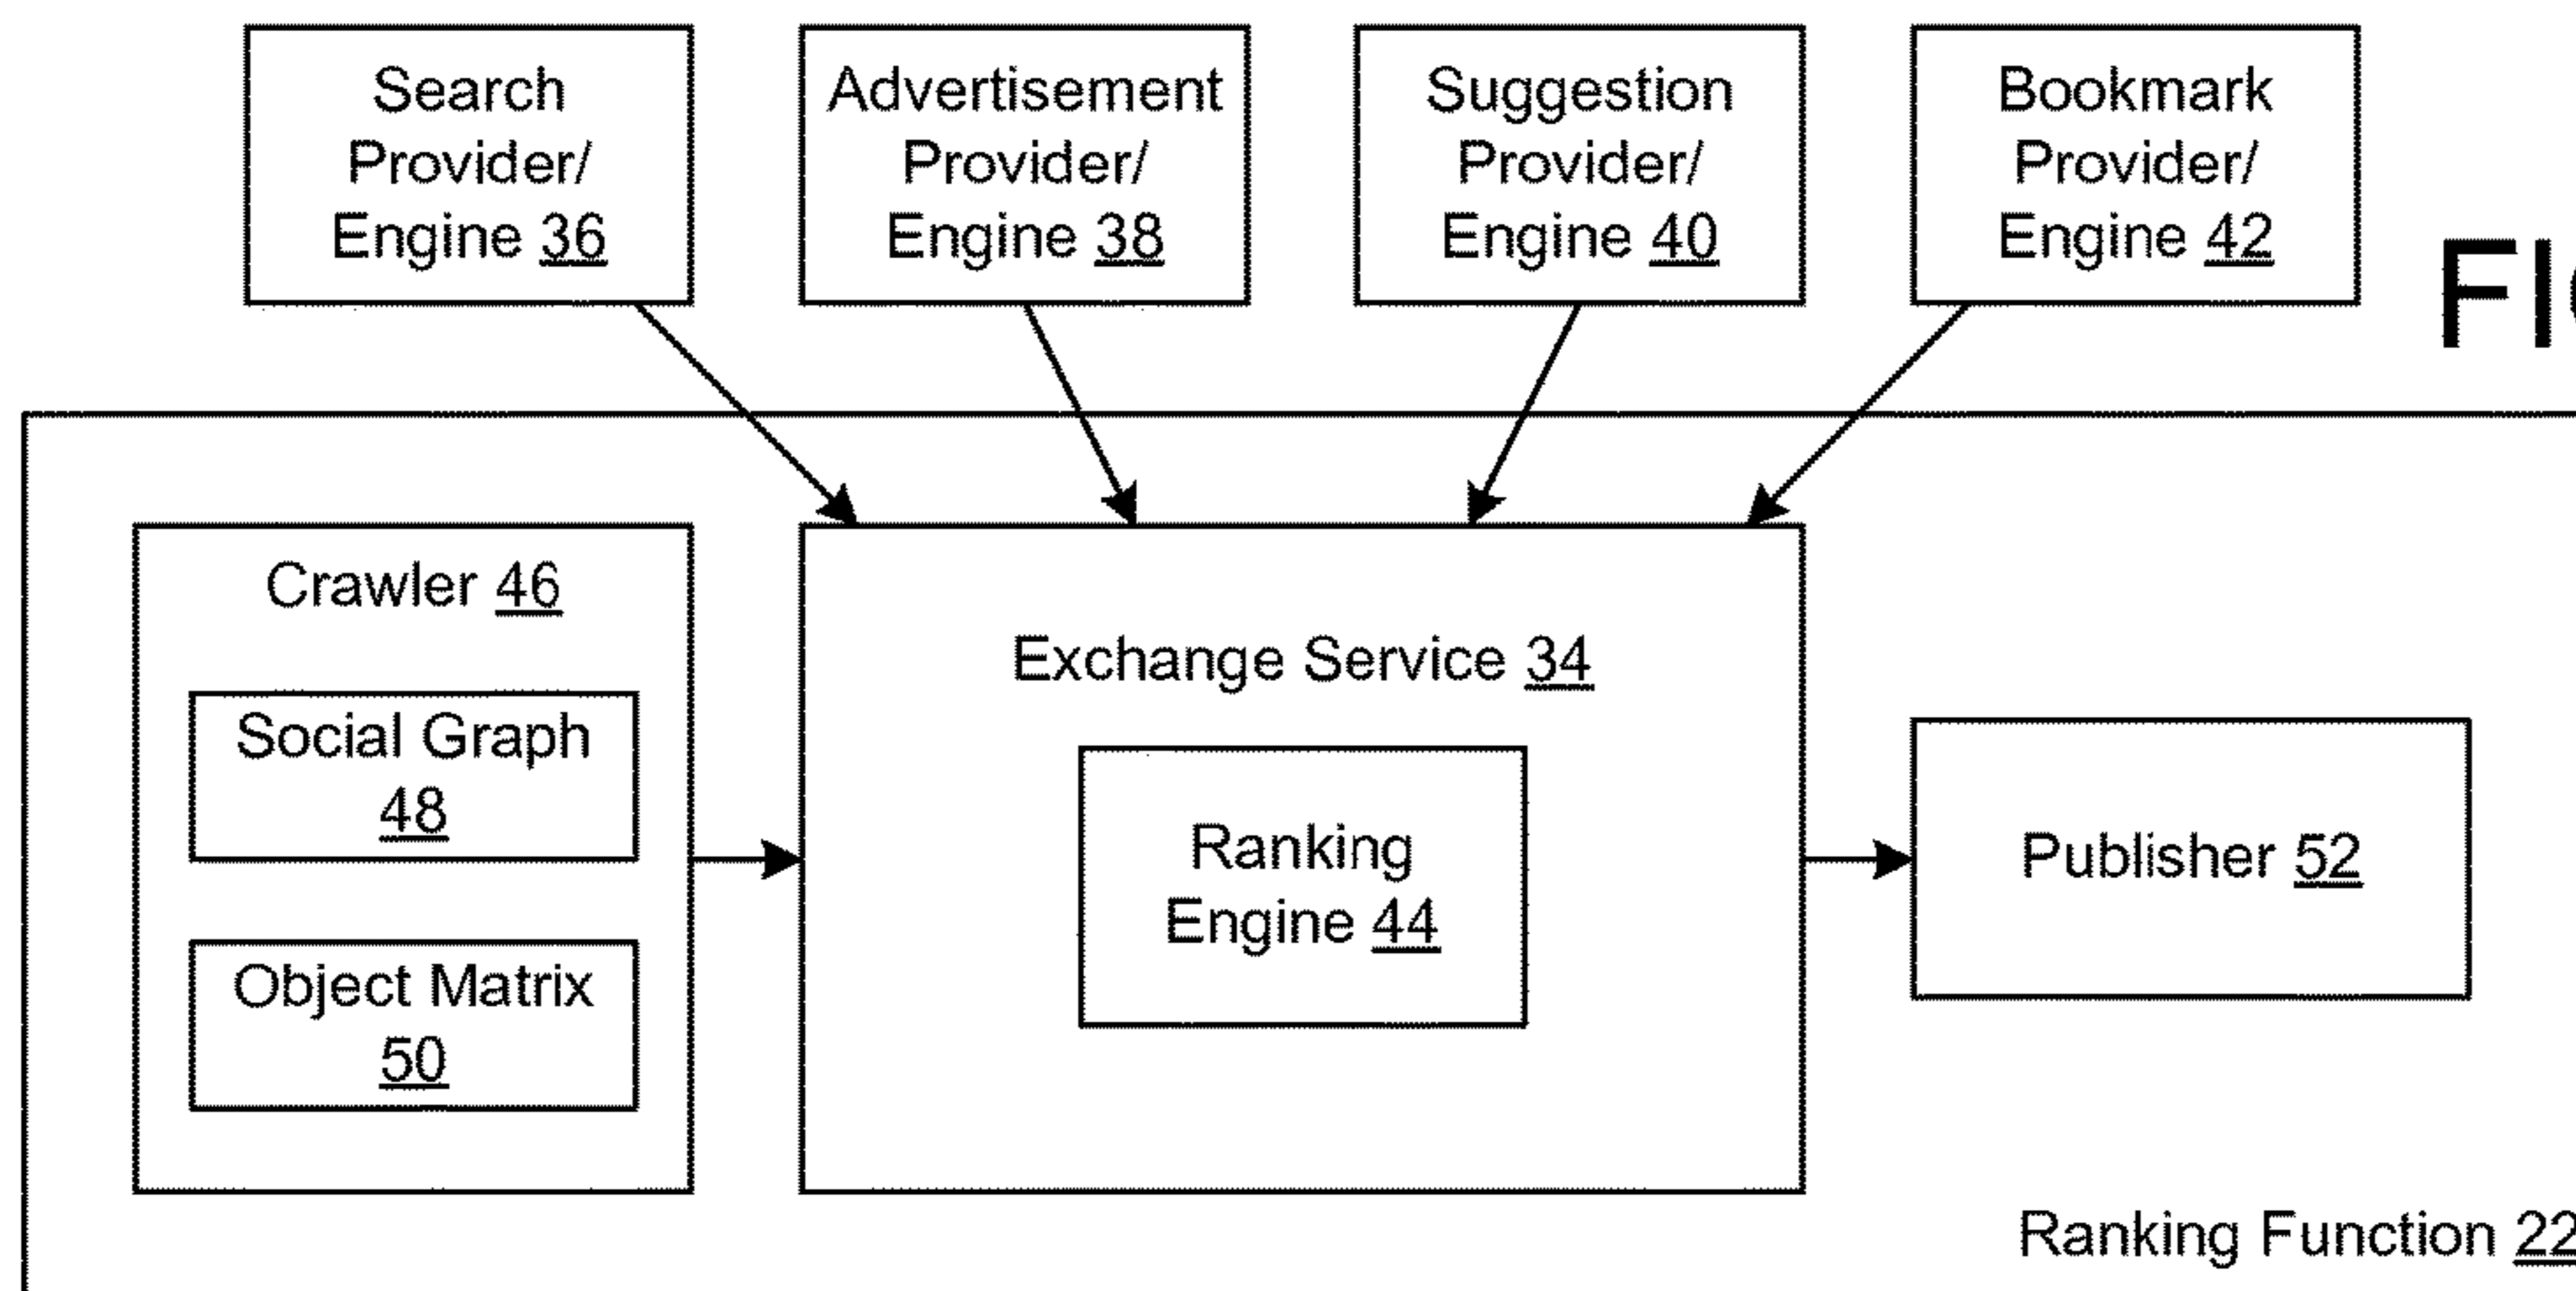 Search
Provider/
Engine 36
Advertisement
Provider/
Engine 38
Suggestion
Provider/
Engine 40
Bookmark
Provider/
Engine 42
Crawler 46
Social Graph
48
Object Matrix
50
Exchange Service 34
Ranking
Engine 44
Publisher 52
Ranking Function 22